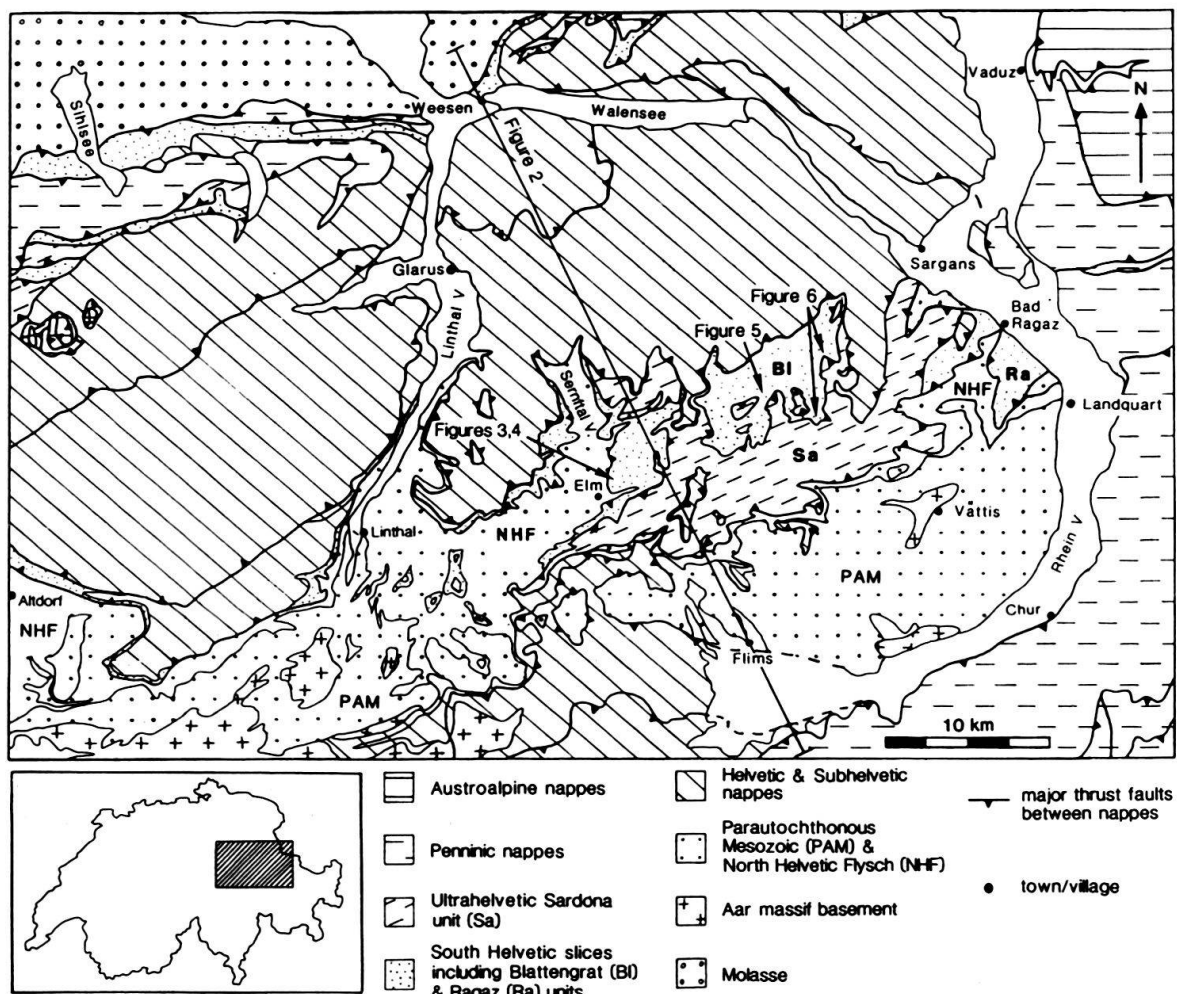 Vaduz
N
Weesen
Walensee
Sihlsee
Figure 2
Glarus
Sargans
Linthal V
Figure 6
Bad
Ragaz
Figure 5
Bl
Ra
NHF
Sernftal
Landquart
Figures 3,4
Sa
Elm
Vättis
Linthal
NHF
Rhein V
PAM
Altdorf
Chur
NHF
Flims
PAM
10 km
Austroalpine nappes
Penninic nappes
Ultrahelvetic Sardona
unit (Sa)
South Helvetic slices
including Blattengrat (Bl)
& Ragaz (Ra) units
Helvetic & Subhelvetic
nappes
Parautochthonous
Mesozoic (PAM) &
North Helvetic Flysch (NHF)
Aar massif basement
Molasse
major thrust faults
between nappes
town/village